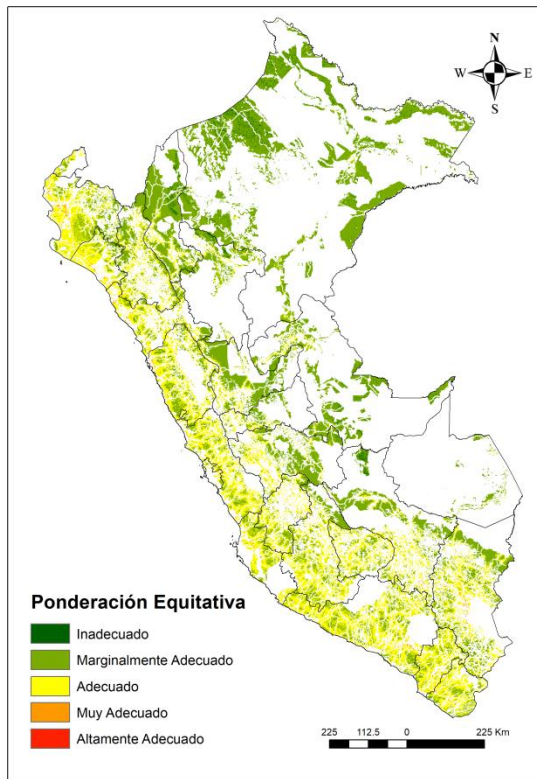 N
W E
S
Ponderación Equitativa
Inadecuado
Marginalmente Adecuado
Adecuado
Muy Adecuado
Altamente Adecuado
225 112.5 0 225 Km